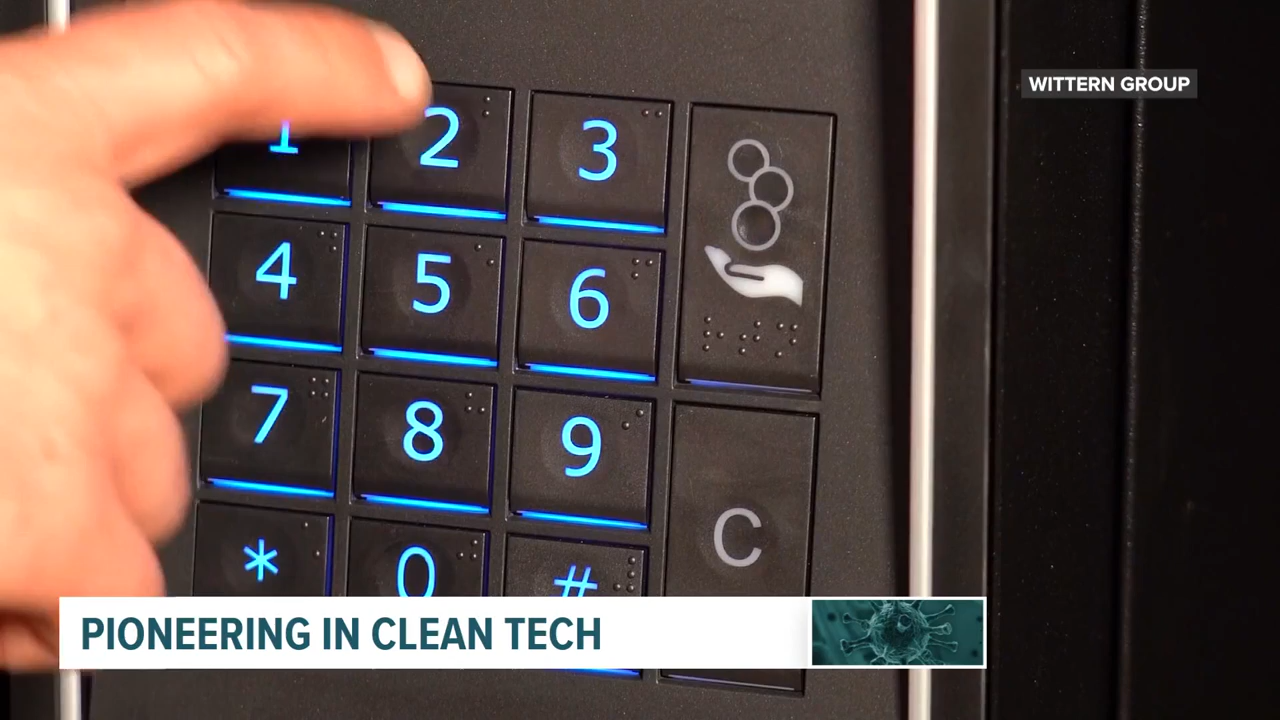 WITTERN GROUP
1 2 3
4 5 6
7 8 9
C
* 0 #
PIONEERING IN CLEAN TECH